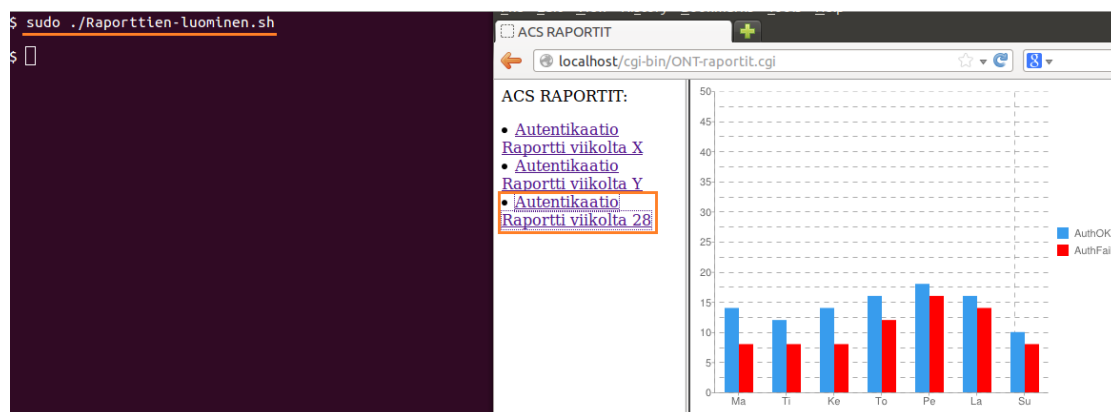 $ sudo ./Raporttien-luominen.sh
$
ACS RAPORTIT
localhost/cgi-bin/ONT-raportit.cgi
8
ACS RAPORTIT:
• Autentikaatio
Raportti viikolta X
• Autentikaatio
Raportti viikolta Y
• Autentikaatio
Raportti viikolta 28
50
45
40
35
30
25
20
15
10
5
0
Ma Ti Ke To Pe La Su
AuthOK
AuthFai